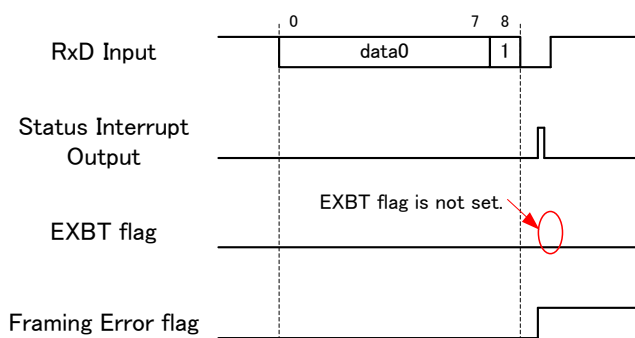 0 7 8
RxD Input
data0 1
Status Interrupt
Output
EXBT flag is not set.
EXBT flag
Framing Error flag